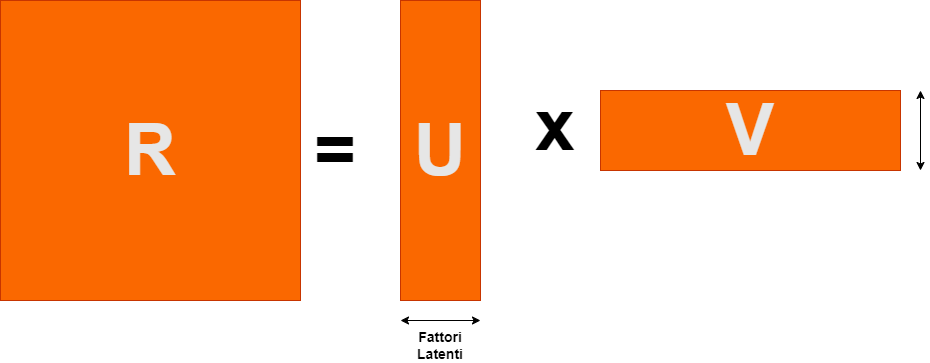 R = U x V
Fattori
Latenti